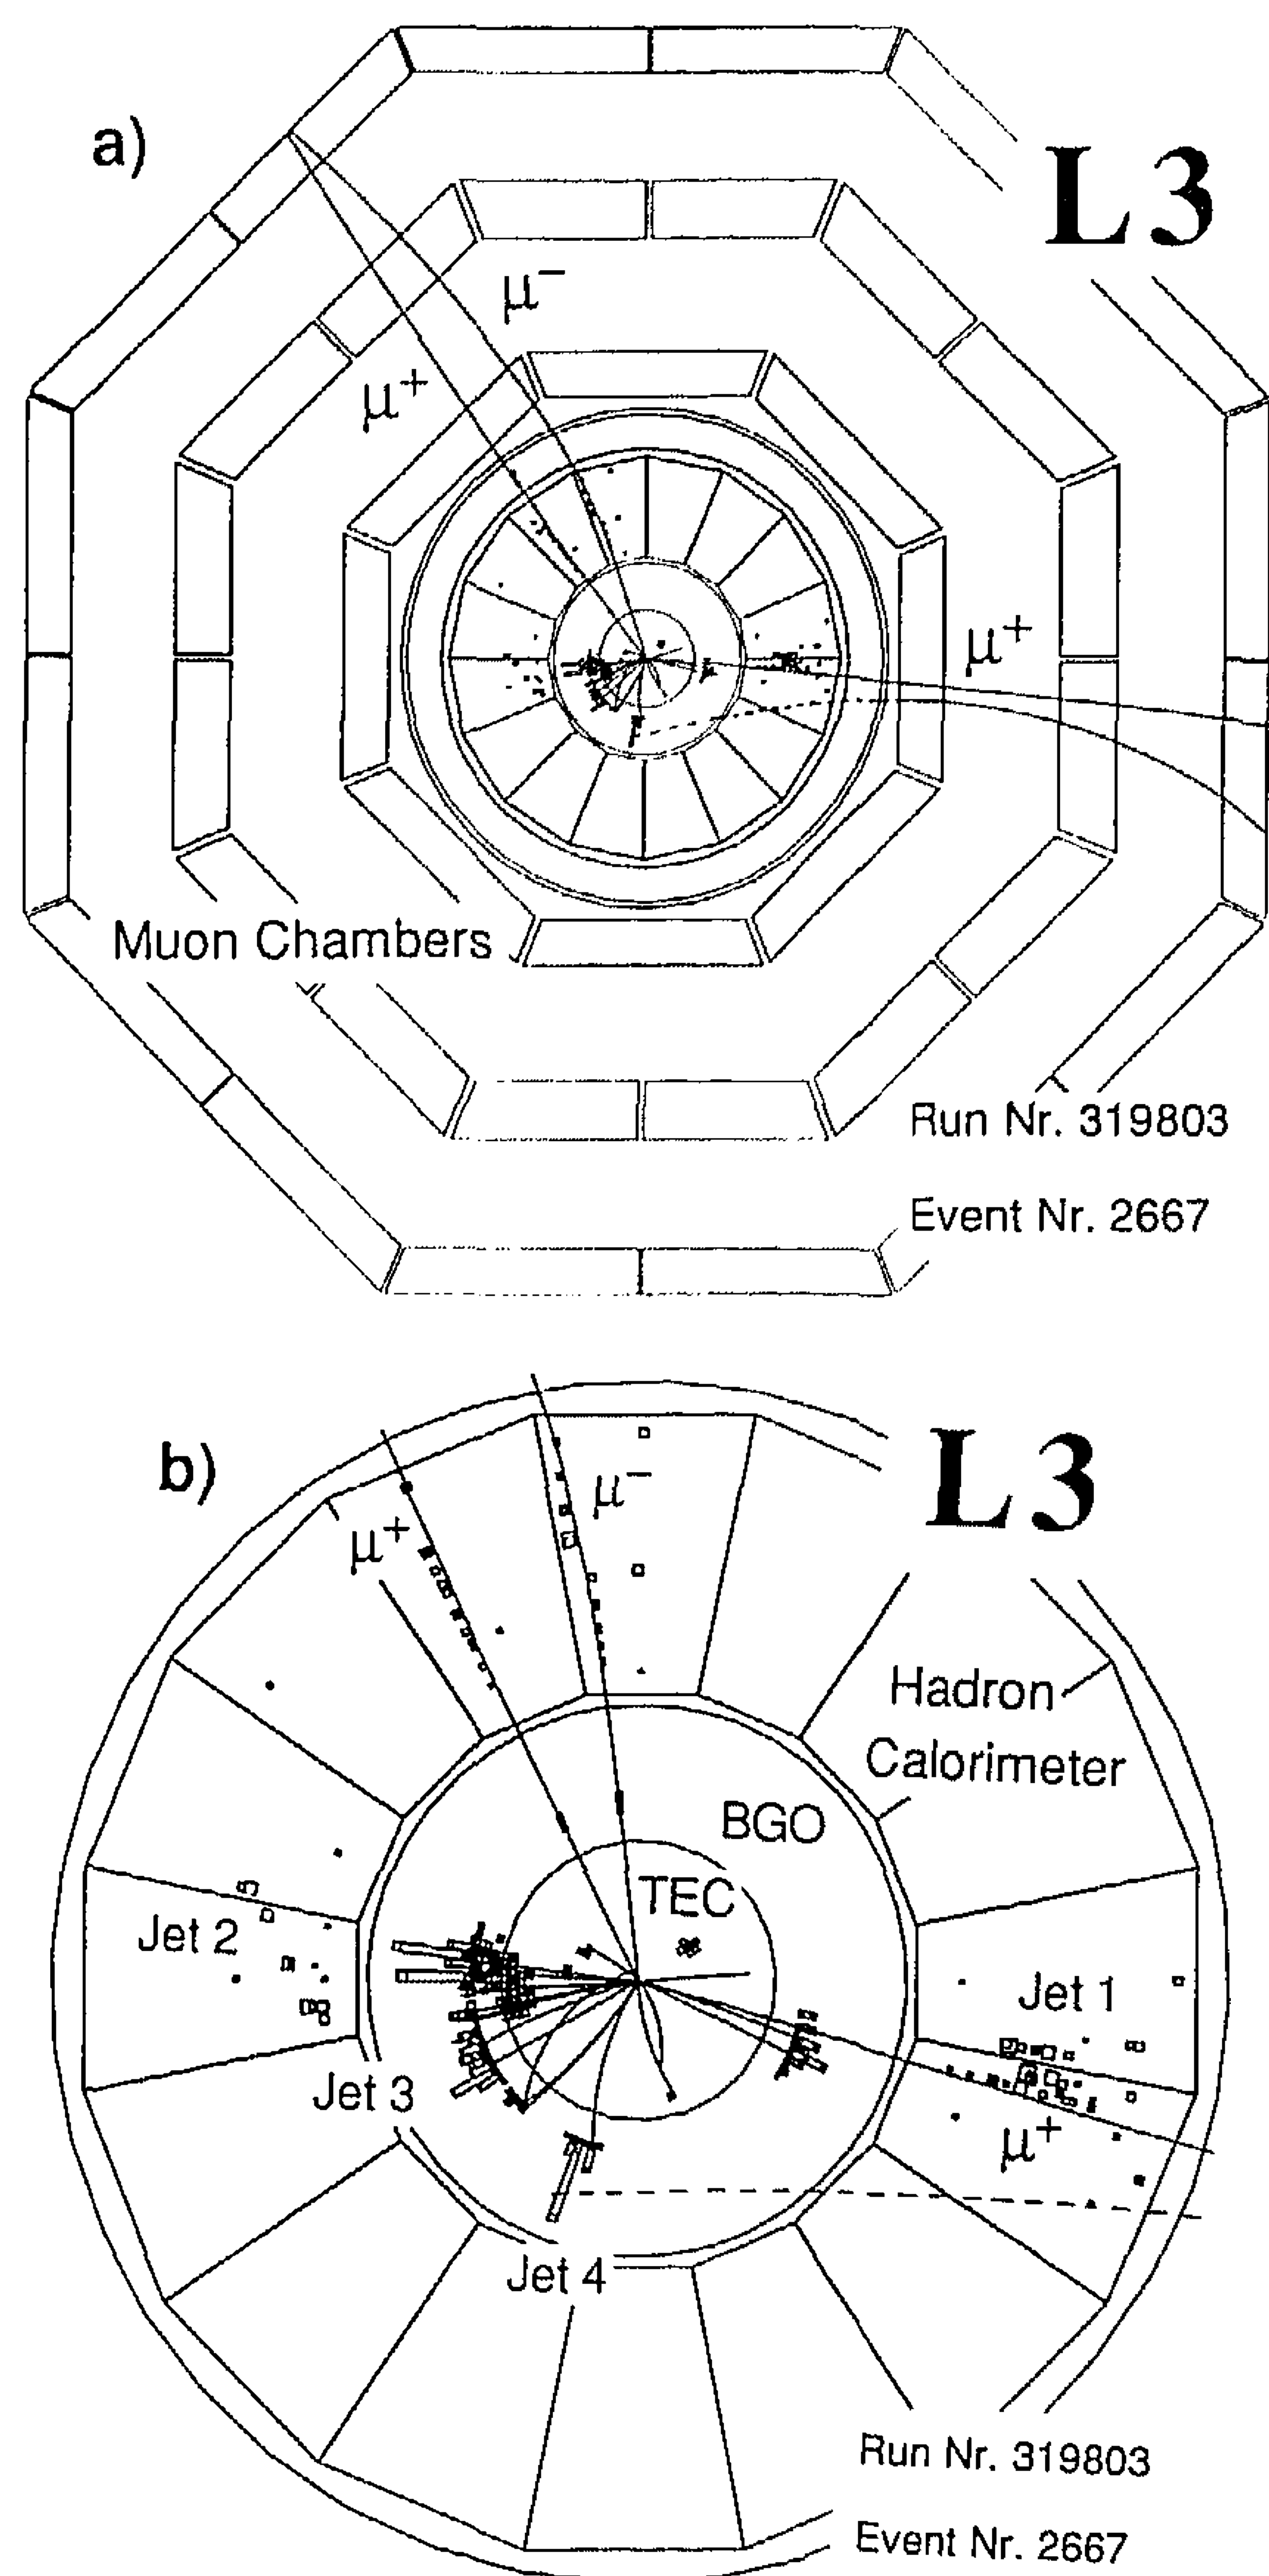 a)
L3
μ−
μ+
μ+
Muon Chambers
Run Nr. 319803
Event Nr. 2667
b)
L3
μ−
μ+
Hadron
Calorimeter
BGO
TEC
Jet 2
Jet 1
Jet 3
μ+
Jet 4
Run Nr. 319803
Event Nr. 2667